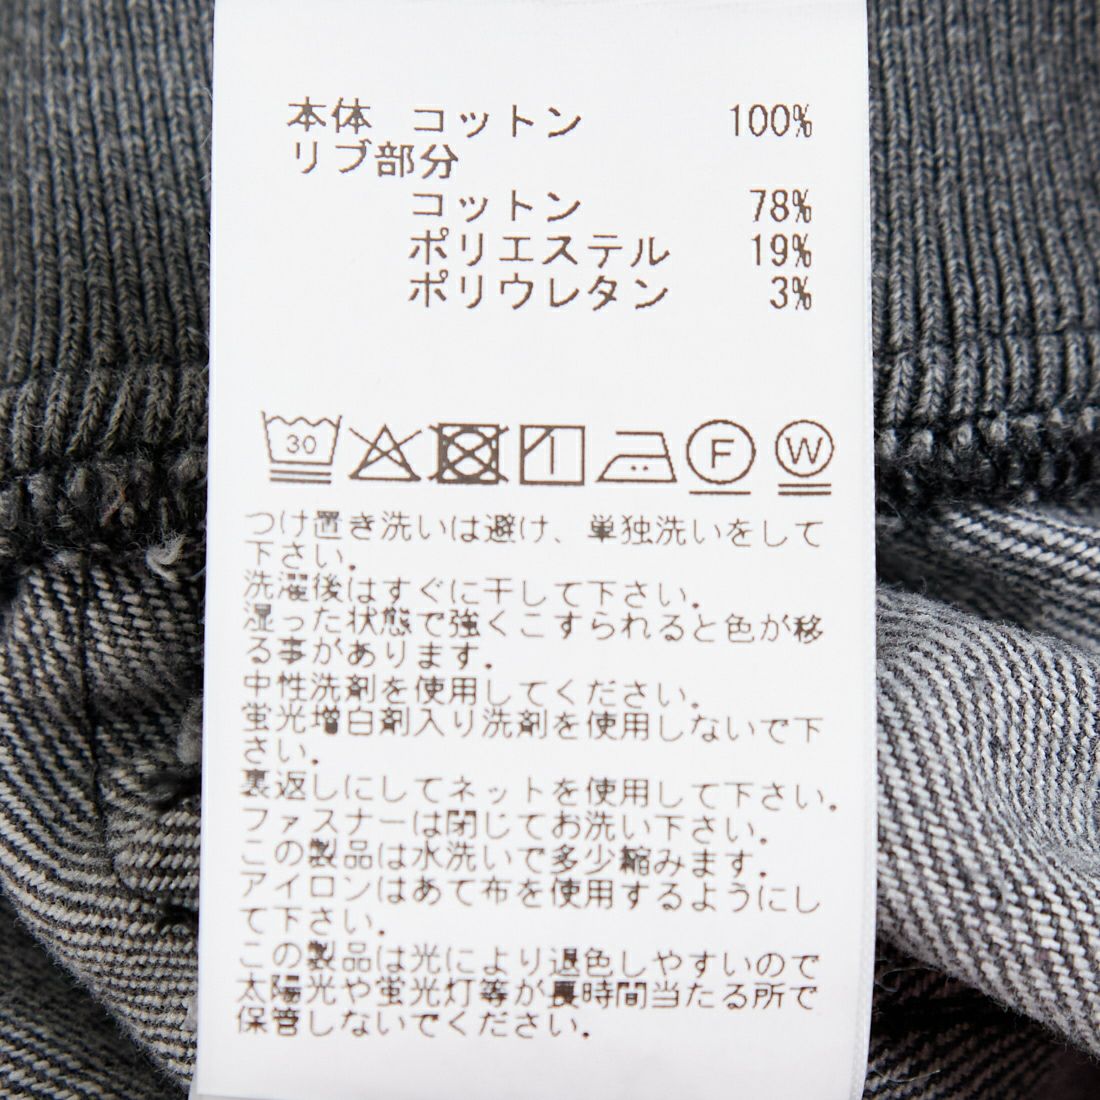 本体 コットン 100%
リブ部分
コットン 78%
ポリエステル 19%
ポリウレタン 3%
30 F W
つけ置き洗いは避け、単独洗いをして
下さい.
洗濯後はすぐに干して下さい.
湿った状態で強くこすられると色が移
る事があります.
中性洗剤を使用してください.
蛍光増白剤入り洗剤を使用しないで下
さい.
裏返しにしてネットを使用して下さい.
ファスナーは閉じてお洗い下さい.
この製品は水洗いで多少縮みます.
アイロンはあて布を使用するようにし
て下さい.
この製品は光により退色しやすいので
太陽光や蛍光灯等が長時間当たる所で
保管しないでください.